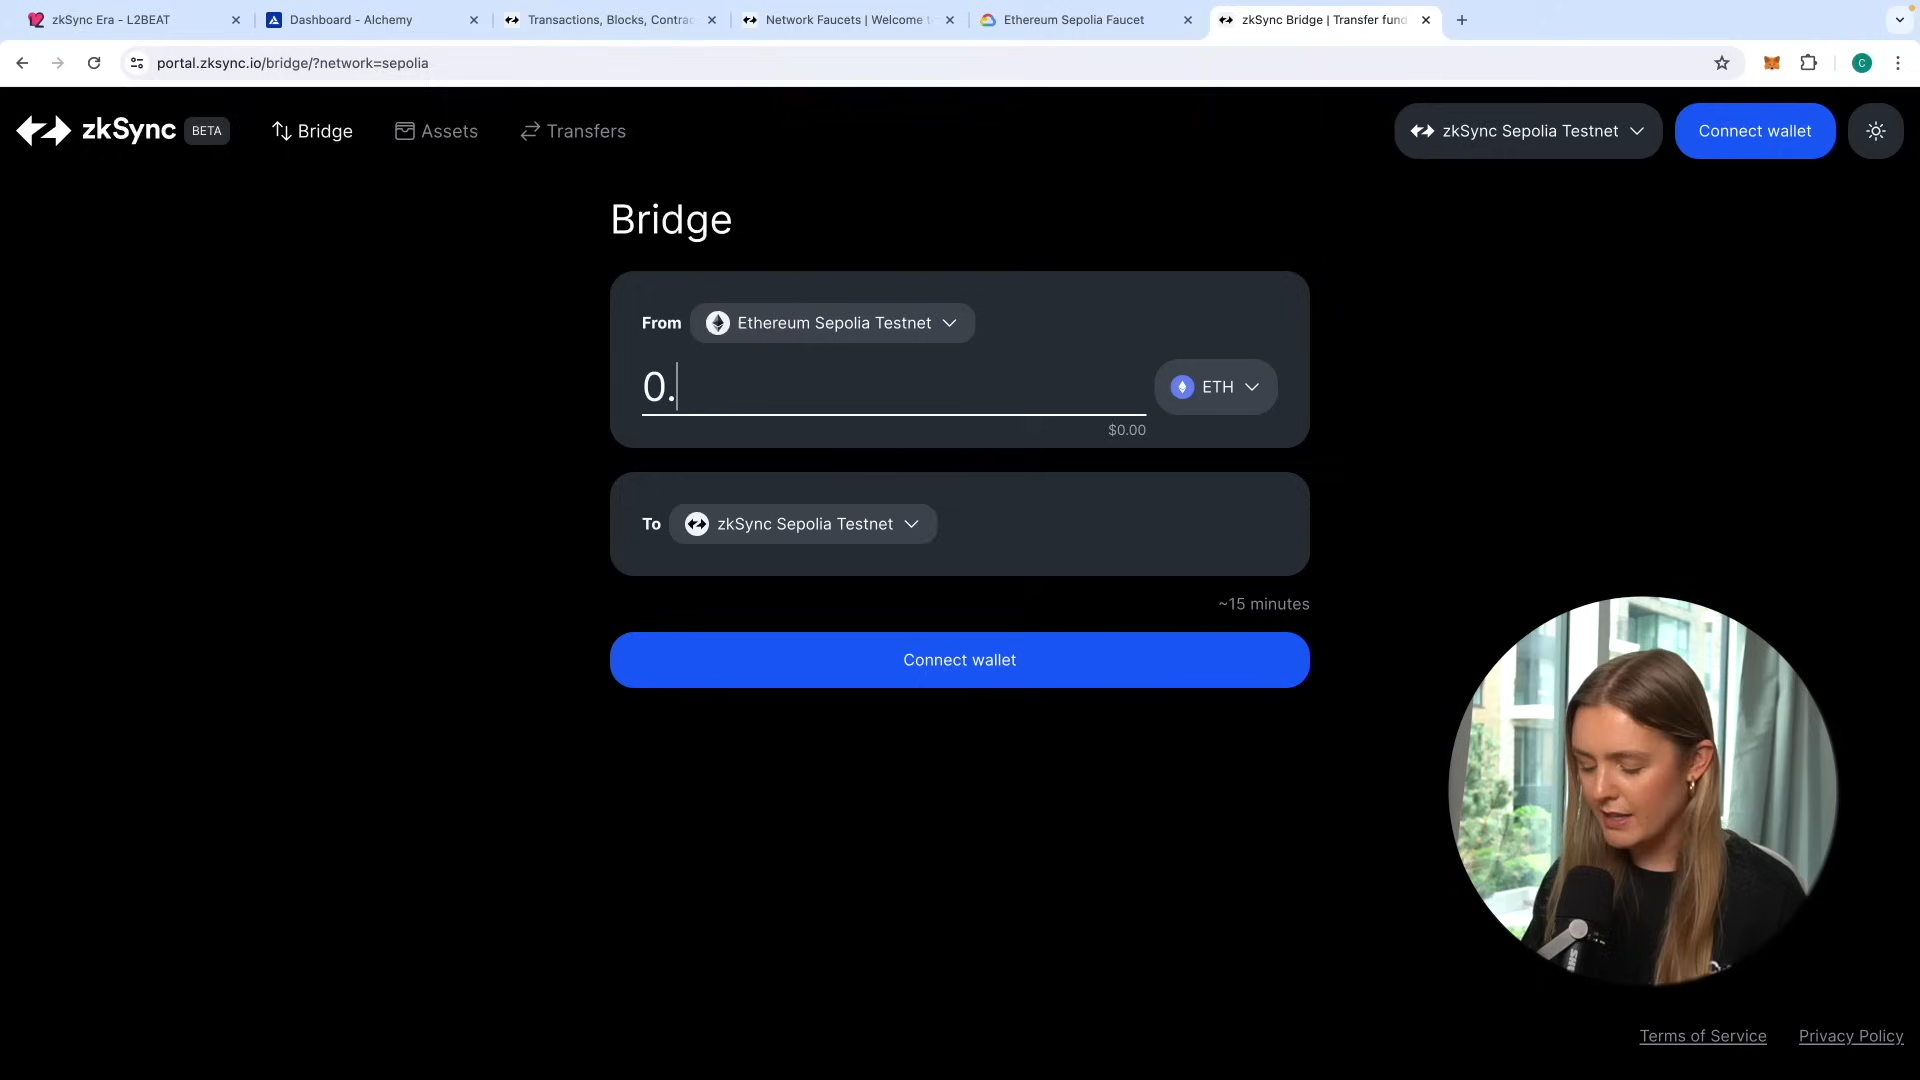 zkSync Era - L2BEAT
Dashboard - Alchemy
Transactions, Blocks, Contrac
Network Faucets | Welcome t
Ethereum Sepolia Faucet
zkSync Bridge | Transfer fund
portal.zksync.io/bridge/?network=sepolia
C
zkSync BETA
Bridge
Assets
Transfers
zkSync Sepolia Testnet
Connect wallet
Bridge
From Ethereum Sepolia Testnet
0.
ETH
$0.00
To zkSync Sepolia Testnet
~15 minutes
Connect wallet
Terms of Service
Privacy Policy